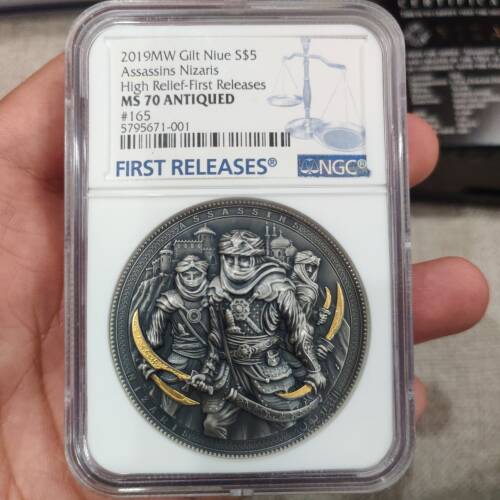 2019MW Gilt Niue S$5
Assassins Nizaris
High Relief-First Releases
MS 70 ANTIQUED
#165
5795671-001
FIRST RELEASES®
NGC®
ASSASSINS